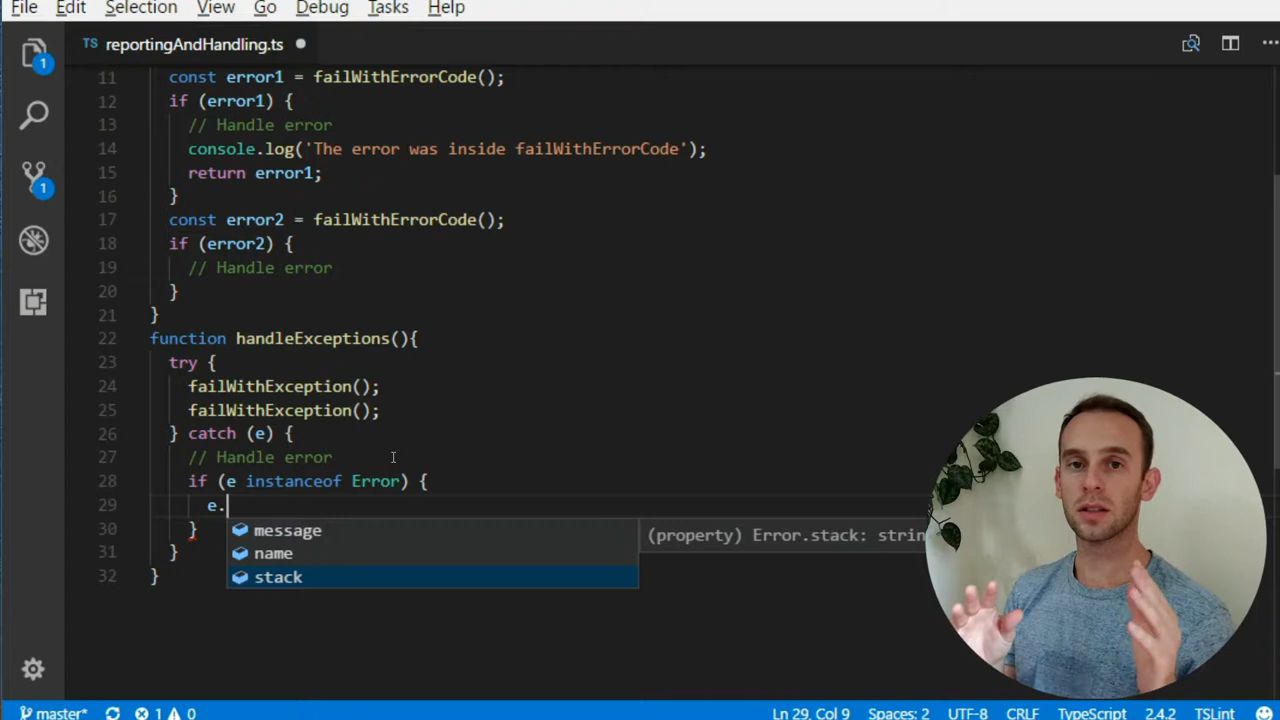 File Edit Selection View Go Debug Tasks Help
TS reportingAndHandling.ts
11 const error1 = failWithErrorCode();
12 if (error1) {
13 // Handle error
14 console.log('The error was inside failWithErrorCode');
15 return error1;
16 }
17 const error2 = failWithErrorCode();
18 if (error2) {
19 // Handle error
20 }
21 }
22 function handleExceptions(){
23 try {
24 failWithException();
25 failWithException();
26 } catch (e) {
27 // Handle error
28 if (e instanceof Error) {
29 e.
30 }
message
(property) Error.stack: strin
31 }
name
32 }
stack
1
1
master* 1 0 Ln 29, Col 9 Spaces: 2 UTF-8 CRLF TypeScript 2.4.2 TSLint